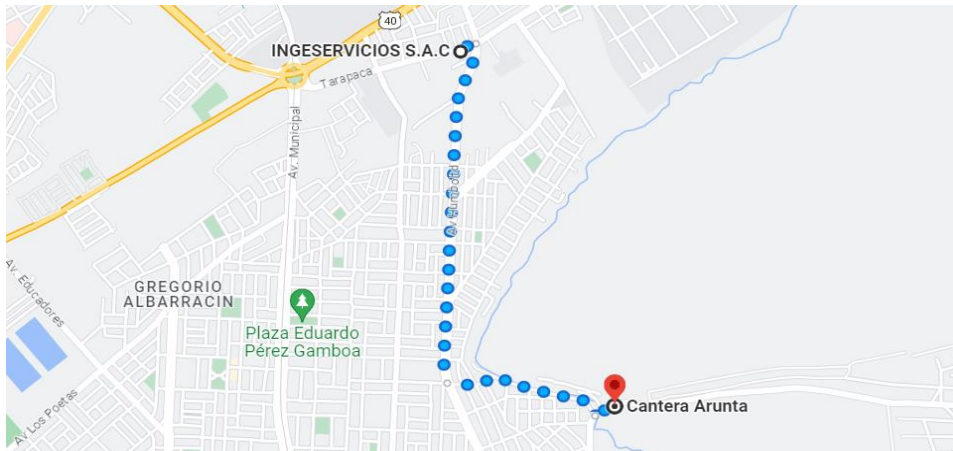 40
INGESERVICIOS S.A.C
Tarapaca
Av. Municipal
Av Humboldt
Av. Educadores
GREGORIO
ALBARRACIN
Plaza Eduardo
Pérez Gamboa
Av Los Poetas
Cantera Arunta